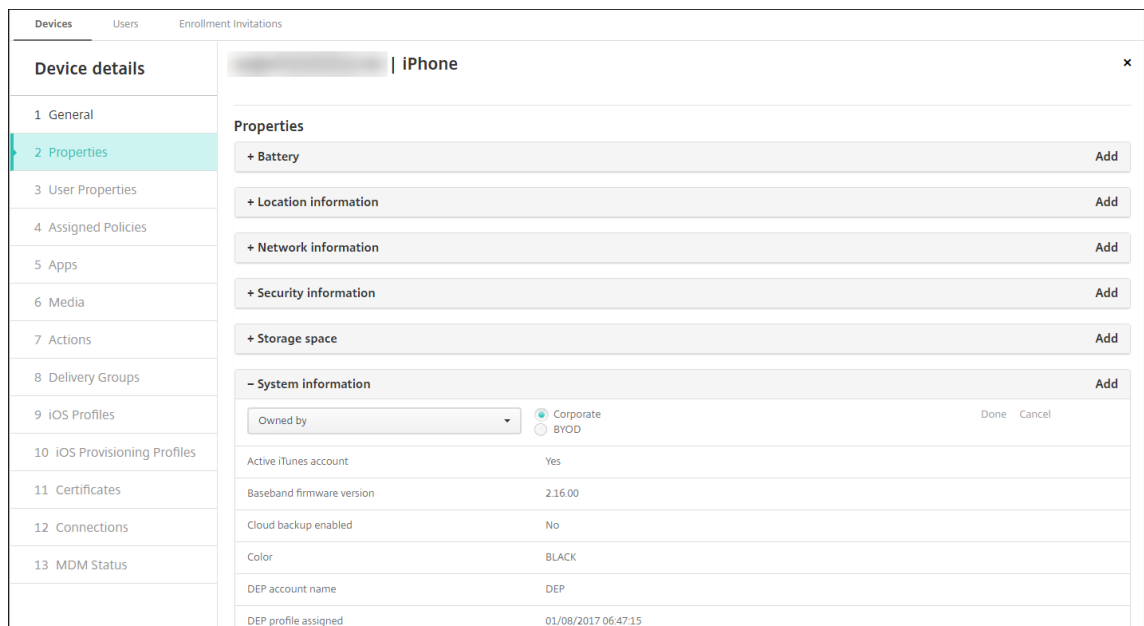 Devices Users Enrollment Invitations
Device details
1 General
2 Properties
3 User Properties
4 Assigned Policies
5 Apps
6 Media
7 Actions
8 Delivery Groups
9 iOS Profiles
10 iOS Provisioning Profiles
11 Certificates
12 Connections
13 MDM Status
| iPhone ×
Properties
+ Battery Add
+ Location information Add
+ Network information Add
+ Security information Add
+ Storage space Add
− System information Add
Owned by Corporate Done Cancel
BYOD
Active iTunes account Yes
Baseband firmware version 2.16.00
Cloud backup enabled No
Color BLACK
DEP account name DEP
DEP profile assigned 01/08/2017 06:47:15